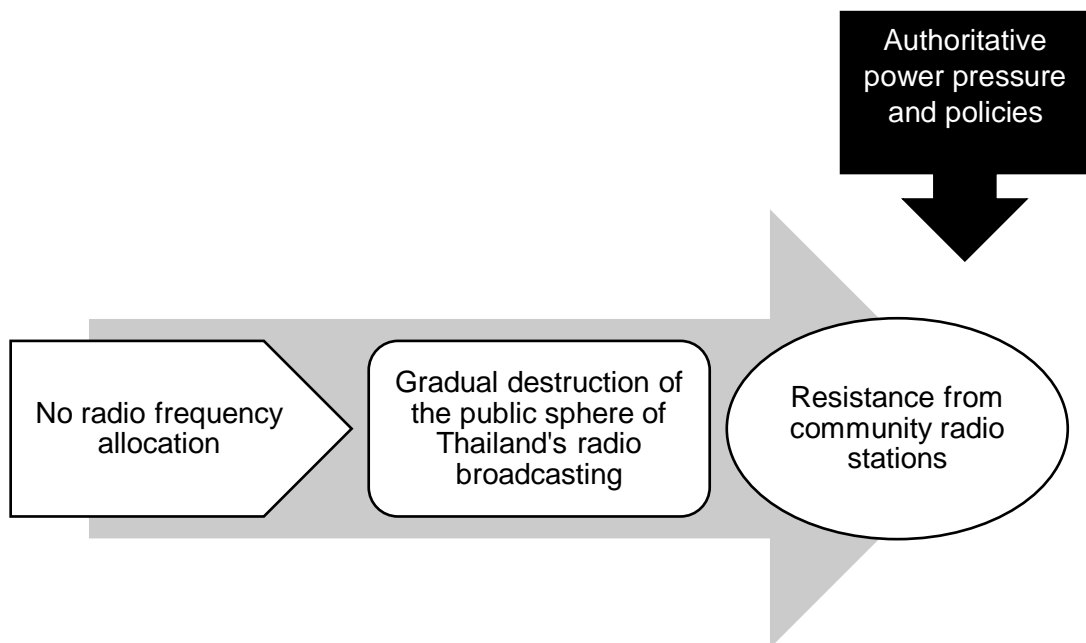 Authoritative
power pressure
and policies
No radio frequency
allocation
Gradual destruction of
the public sphere of
Thailand's radio
broadcasting
Resistance from
community radio
stations